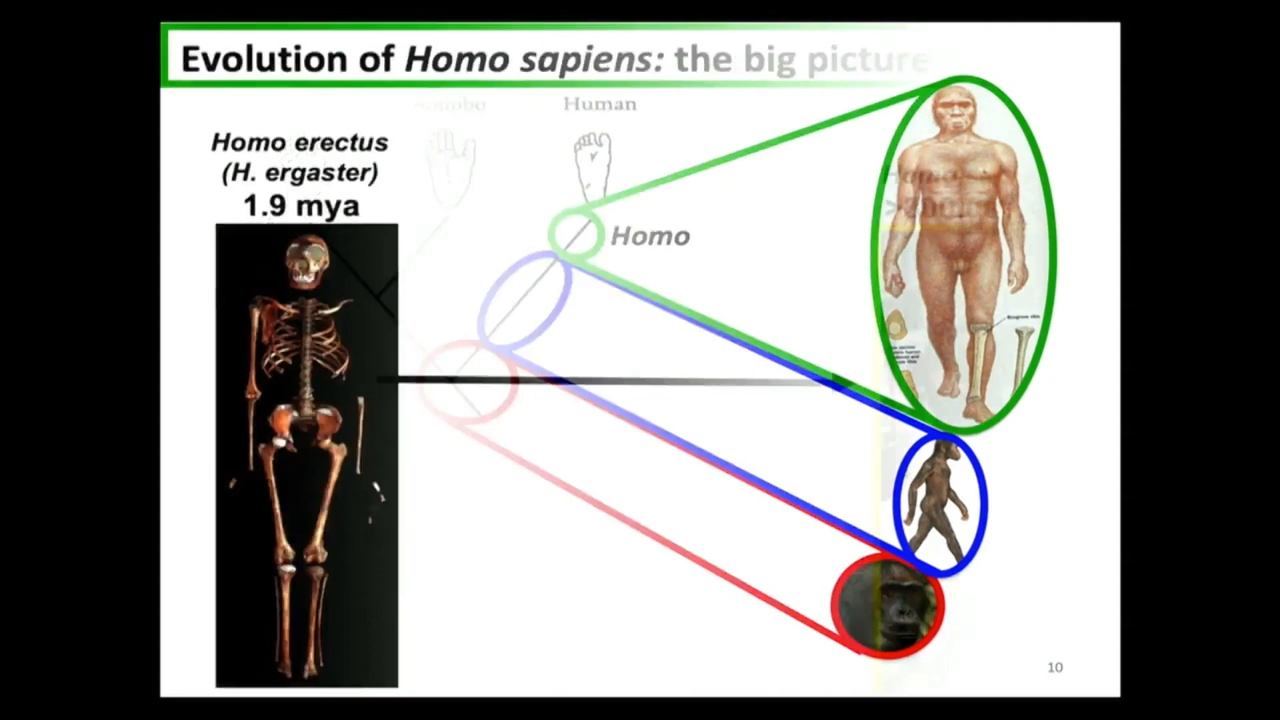 Evolution of Homo sapiens: the big picture
Human
Homo erectus
(H. ergaster)
1.9 mya
Homo
10